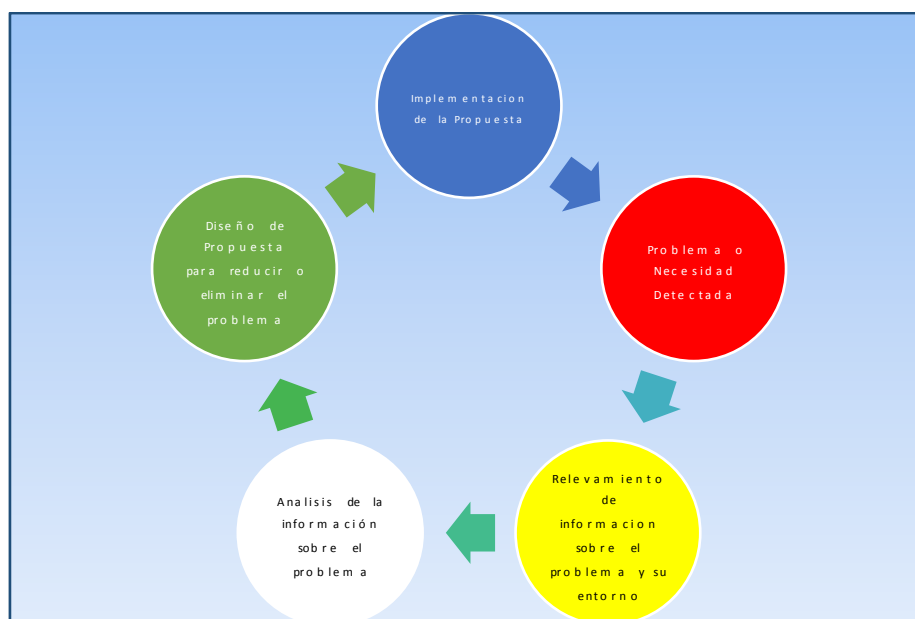 Implementacion
de la Propuesta
Problema o
Necesidad
Detectada
Relevamiento
de
informacion
sobre el
problema y su
entorno
Analisis de la
información
sobre el
problema
Diseño de
Propuesta
para reducir o
eliminar el
problema